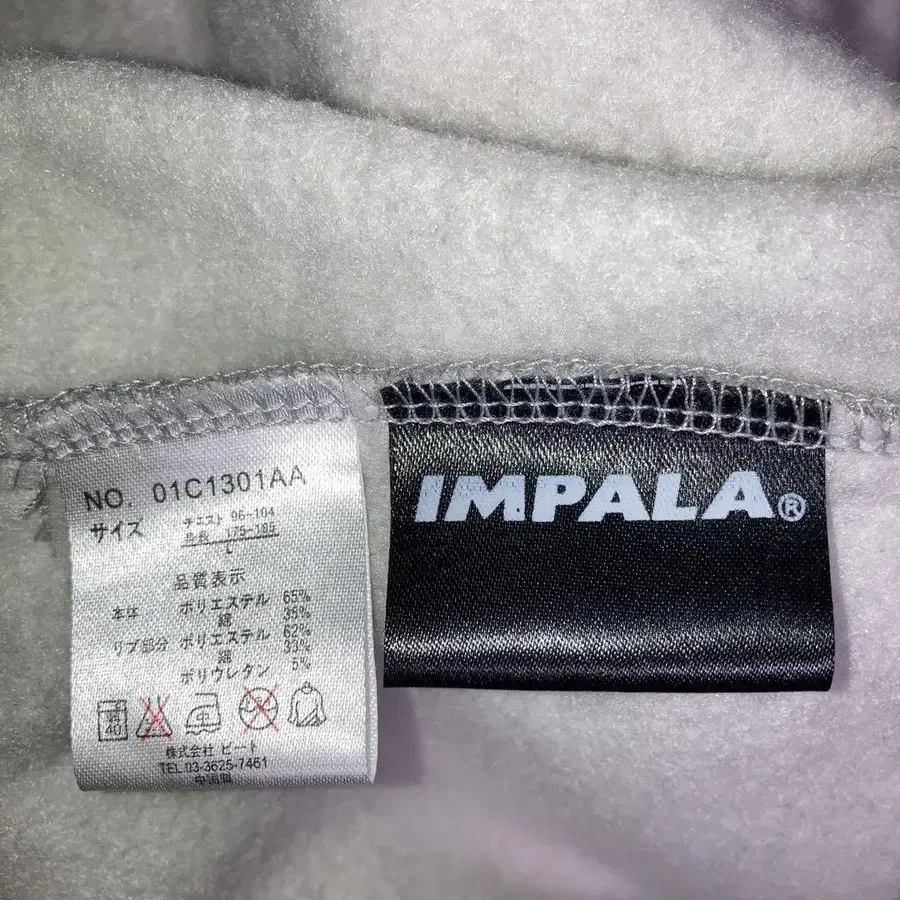 NO. 01C1301AA
サイズ チェスト 96-104
身長 175-185
L
品質表示
本体 ポリエステル 65%
綿 35%
リブ部分 ポリエステル 62%
綿 33%
ポリウレタン 5%
40
中
株式会社 ビート
TEL.03-3625-7461
中国製
IMPALA®